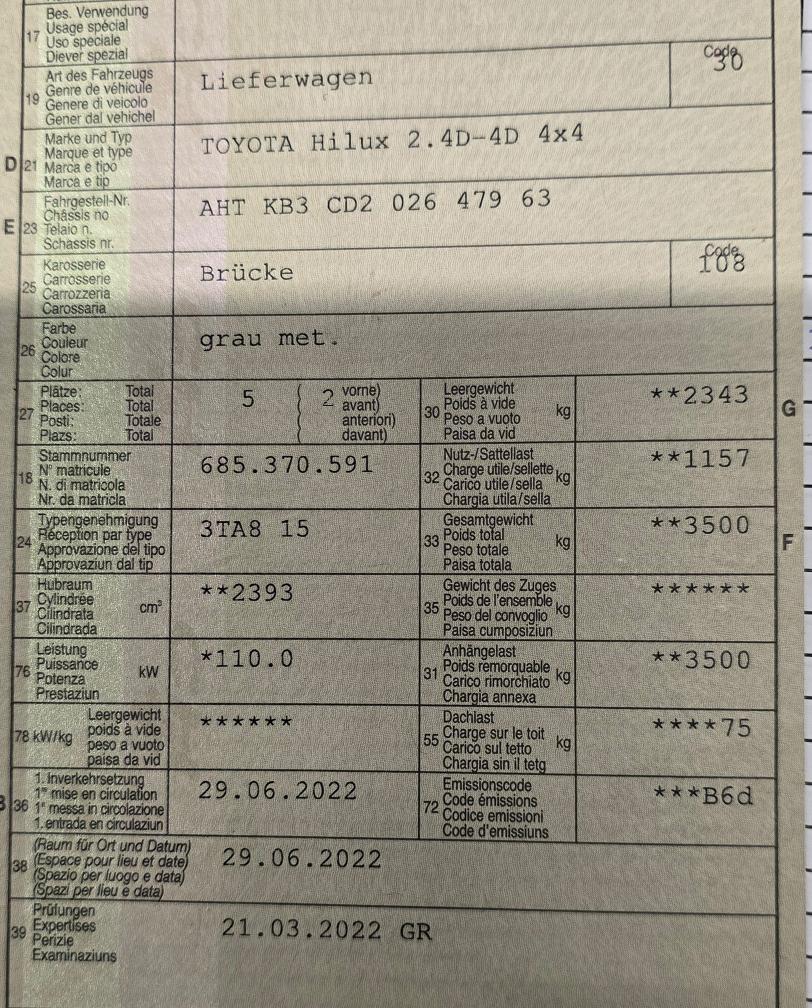 17 Bes. Verwendung
Usage spécial
Uso speciale
Diever spezial
19 Art des Fahrzeugs
Genre de véhicule
Genere di veicolo
Gener dal vehichel
Lieferwagen
Code
30
D 21 Marke und Typ
Marque et type
Marca e tipo
Marca e tip
TOYOTA Hilux 2.4D-4D 4x4
E 23 Fahrgestell-Nr.
Châssis no
Telaio n.
Schassis nr.
AHT KB3 CD2 026 479 63
25 Karosserie
Carrosserie
Carrozzeria
Carossaria
Brücke
Code
108
26 Farbe
Couleur
Colore
Colur
grau met.
27 Plätze: Total
Places: Total
Posti: Totale
Plazs: Total
5 ( 2 vorne)
( avant)
( anteriori)
( davant)
30 Leergewicht
Poids à vide
Peso a vuoto
Paisa da vid
kg
**2343
G
18 Stammnummer
N° matricule
N. di matricola
Nr. da matricla
685.370.591
32 Nutz-/Sattellast
Charge utile/sellette
Carico utile/sella
Chargia utila/sella
kg
**1157
24 Typengenehmigung
Réception par type
Approvazione del tipo
Approvaziun dal tip
3TA8 15
33 Gesamtgewicht
Poids total
Peso totale
Paisa totala
kg
**3500
F
37 Hubraum
Cylindrée
Cilindrata
Cilindrada
cm³
**2393
35 Gewicht des Zuges
Poids de l'ensemble
Peso del convoglio
Paisa cumposiziun
kg
******
76 Leistung
Puissance
Potenza
Prestaziun
kW
*110.0
31 Anhängelast
Poids remorquable
Carico rimorchiato
Chargia annexa
kg
**3500
78 kW/kg
Leergewicht
poids à vide
peso a vuoto
paisa da vid
******
55 Dachlast
Charge sur le toit
Carico sul tetto
Chargia sin il tetg
kg
****75
B 36 1. Inverkehrsetzung
1re mise en circulation
1a messa in circolazione
1. entrada en circulaziun
29.06.2022
72 Emissionscode
Code émissions
Codice emissioni
Code d'emissiuns
***B6d
38 (Raum für Ort und Datum)
(Espace pour lieu et date)
(Spazio per luogo e data)
(Spazi per lieu e data)
29.06.2022
39 Prüfungen
Expertises
Perizie
Examinaziuns
21.03.2022 GR